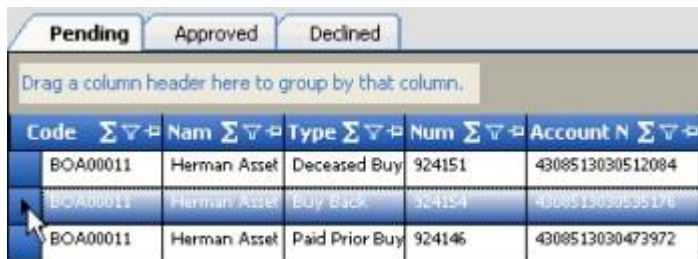 Pending Approved Declined
Drag a column header here to group by that column.
Code Σ Nam Σ Type Σ Num Σ Account N Σ
BOA00011 Herman Asset Deceased Buy 924151 4308513030512084
BOA00011 Herman Asset Buy Back 924154 4308513030535176
BOA00011 Herman Asset Paid Prior Buy 924146 4308513030473972